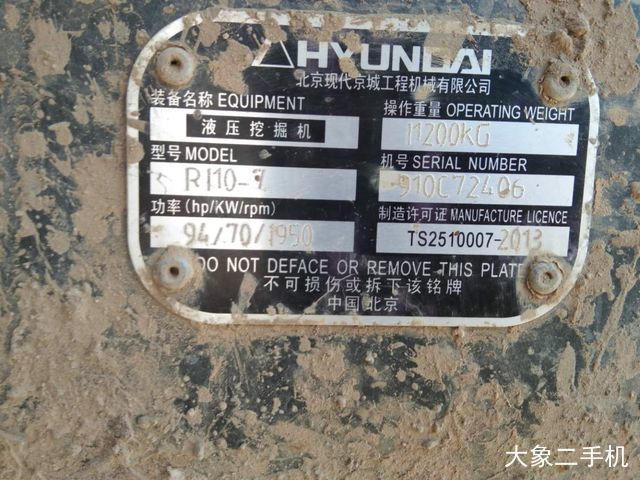 HYUNDAI
北京现代京城工程机械有限公司
装备名称 EQUIPMENT
液压挖掘机
操作重量 OPERATING WEIGHT
11200KG
型号 MODEL
R110-7
机号 SERIAL NUMBER
910C72406
功率 (hp/KW/rpm)
94/70/1950
制造许可证 MANUFACTURE LICENCE
TS2510007-2013
DO NOT DEFACE OR REMOVE THIS PLATE
不可损伤或拆下该铭牌
中国 北京
大象二手机